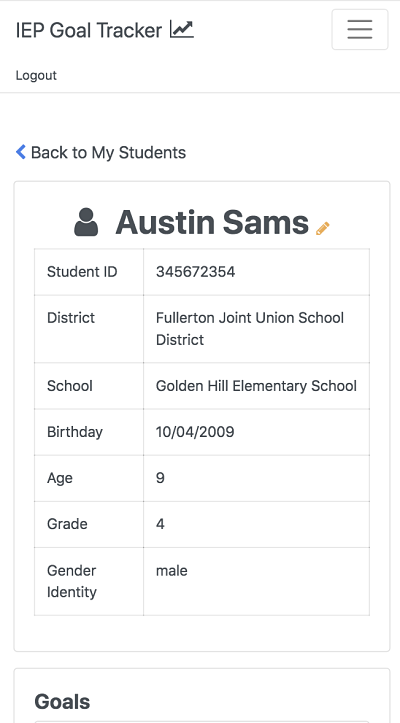 IEP Goal Tracker
Logout
Back to My Students
Austin Sams
Student ID 345672354
District Fullerton Joint Union School
District
School Golden Hill Elementary School
Birthday 10/04/2009
Age 9
Grade 4
Gender male
Identity
Goals